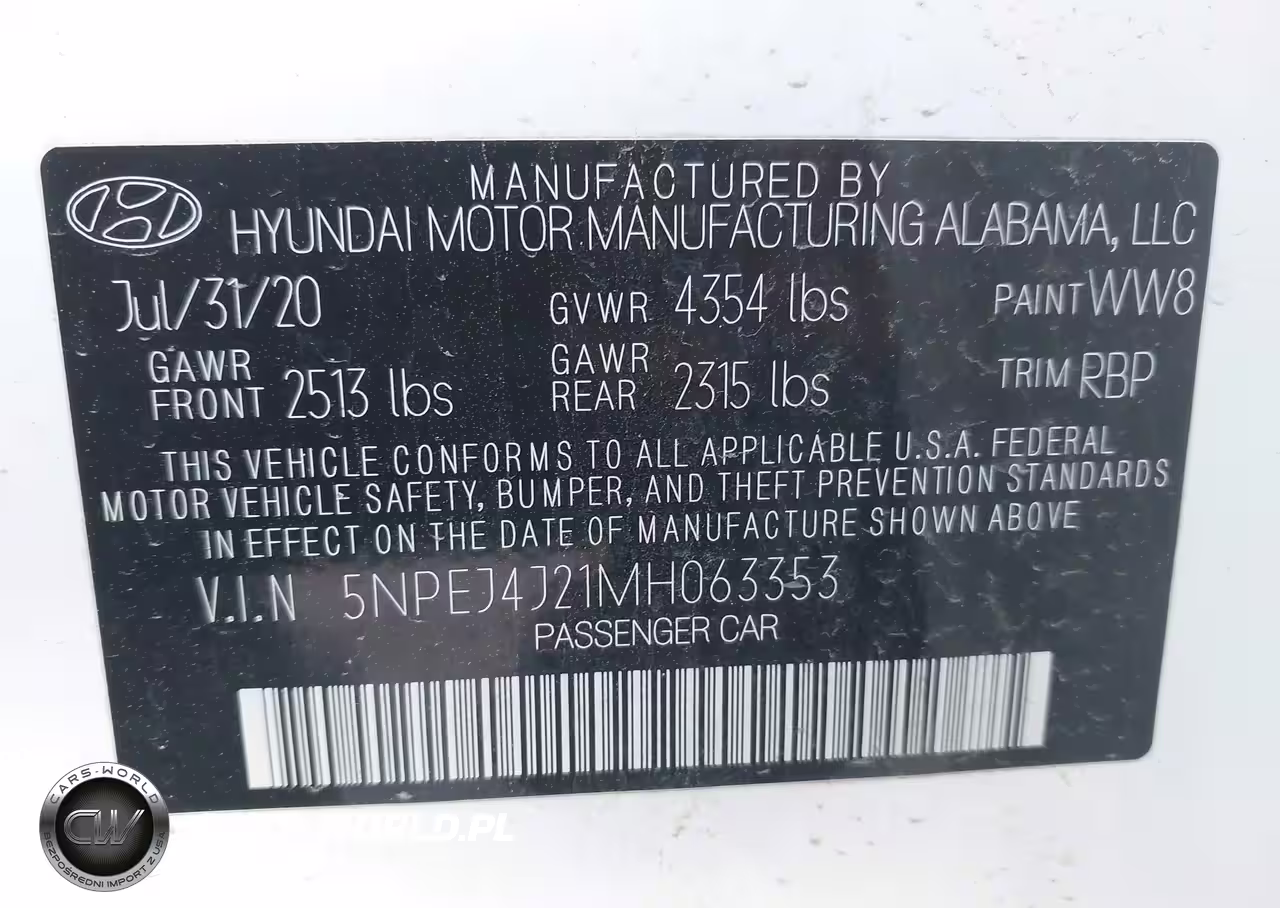 MANUFACTURED BY
HYUNDAI MOTOR MANUFACTURING ALABAMA, LLC
Jul/31/20 GVWR 4354 lbs PAINT WW8
GAWR FRONT 2513 lbs GAWR REAR 2315 lbs TRIM RBP
THIS VEHICLE CONFORMS TO ALL APPLICABLE U.S.A. FEDERAL
MOTOR VEHICLE SAFETY, BUMPER, AND THEFT PREVENTION STANDARDS
IN EFFECT ON THE DATE OF MANUFACTURE SHOWN ABOVE
V.I.N 5NPEJ4J21MH063353
PASSENGER CAR
CARS-WORLD
CW
BEZPOŚREDNI IMPORT Z USA
WORLD.PL